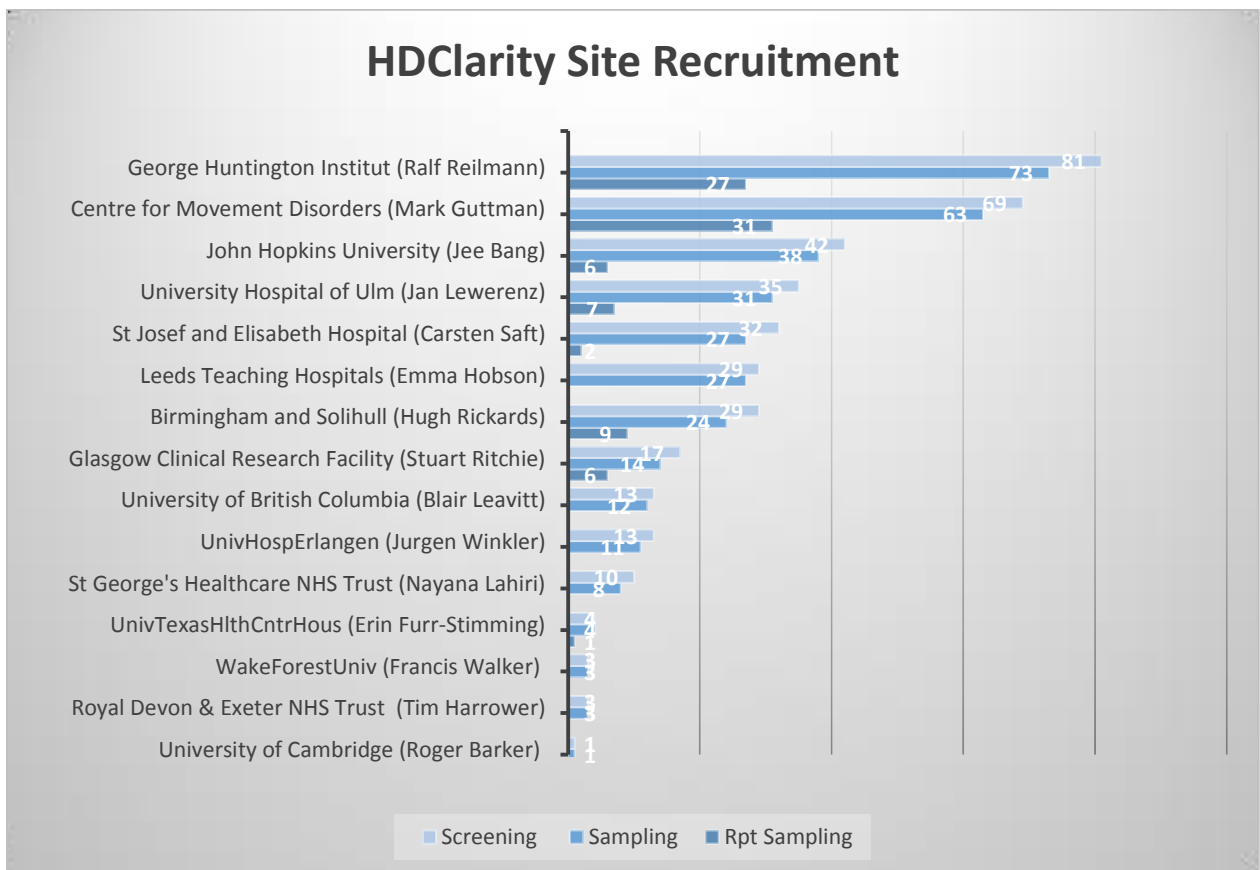 HDClarity Site Recruitment
George Huntington Institut (Ralf Reilmann)
81
73
27
Centre for Movement Disorders (Mark Guttman)
69
63
31
John Hopkins University (Jee Bang)
42
38
6
University Hospital of Ulm (Jan Lewerenz)
35
31
7
St Josef and Elisabeth Hospital (Carsten Saft)
32
27
2
Leeds Teaching Hospitals (Emma Hobson)
29
27
Birmingham and Solihull (Hugh Rickards)
29
24
9
Glasgow Clinical Research Facility (Stuart Ritchie)
17
14
6
University of British Columbia (Blair Leavitt)
13
12
UnivHospErlangen (Jurgen Winkler)
13
11
St George's Healthcare NHS Trust (Nayana Lahiri)
10
8
UnivTexasHlthCntrHous (Erin Furr-Stimming)
4
4
1
WakeForestUniv (Francis Walker)
3
3
Royal Devon & Exeter NHS Trust (Tim Harrower)
3
3
University of Cambridge (Roger Barker)
1
1
Screening Sampling Rpt Sampling